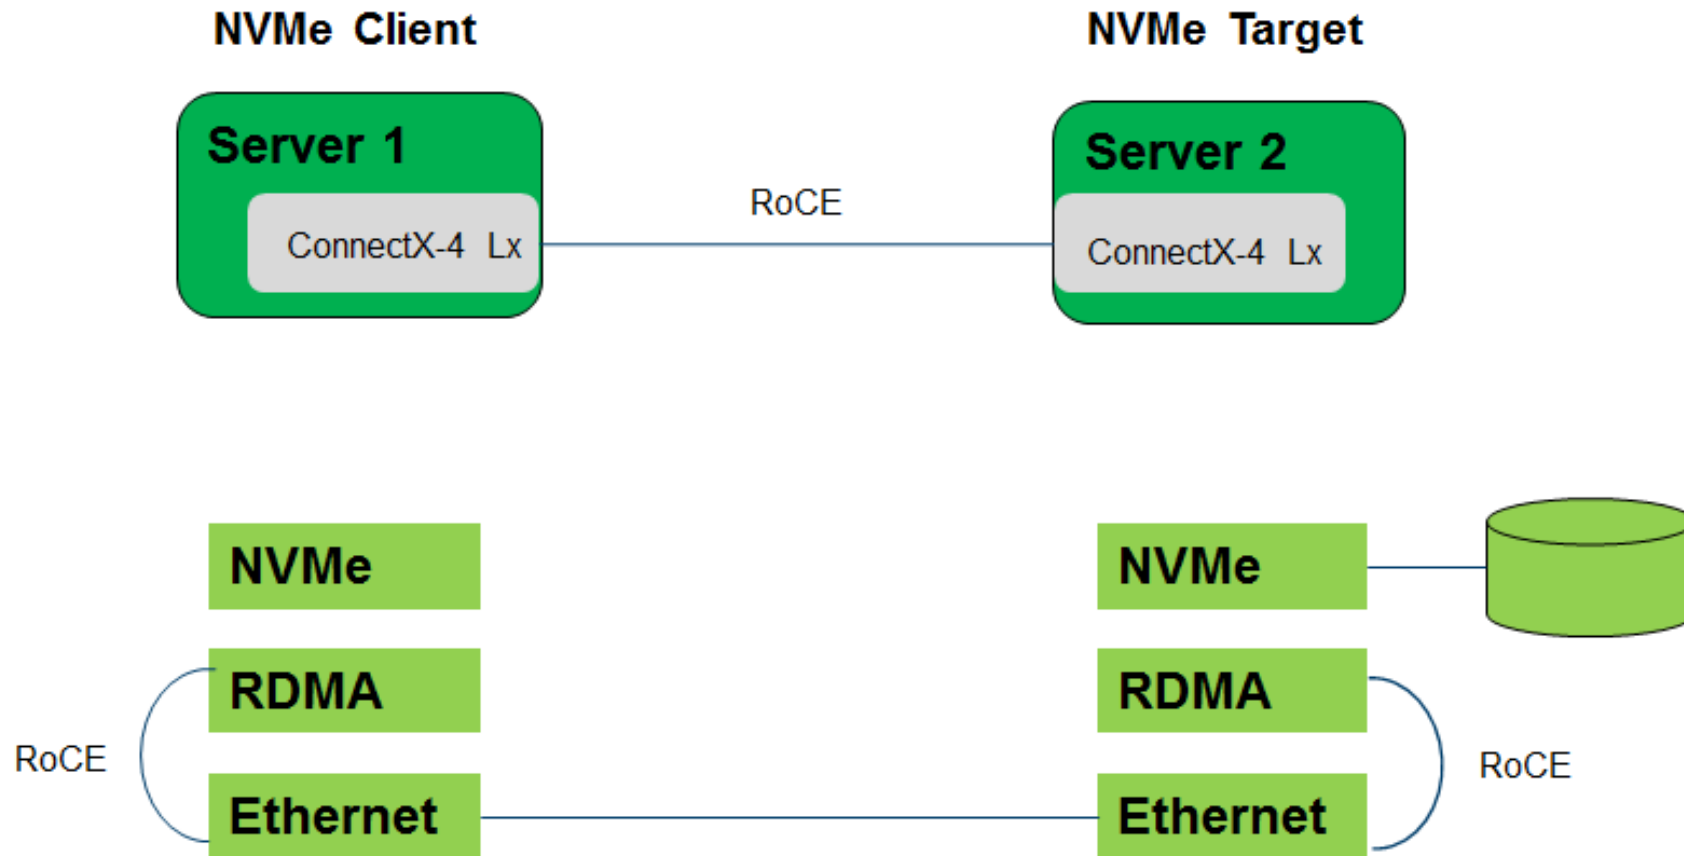 NVMe Client
NVMe Target
Server 1
ConnectX-4 Lx
RoCE
Server 2
ConnectX-4 Lx
NVMe
NVMe
RDMA
RDMA
RoCE
RoCE
Ethernet
Ethernet